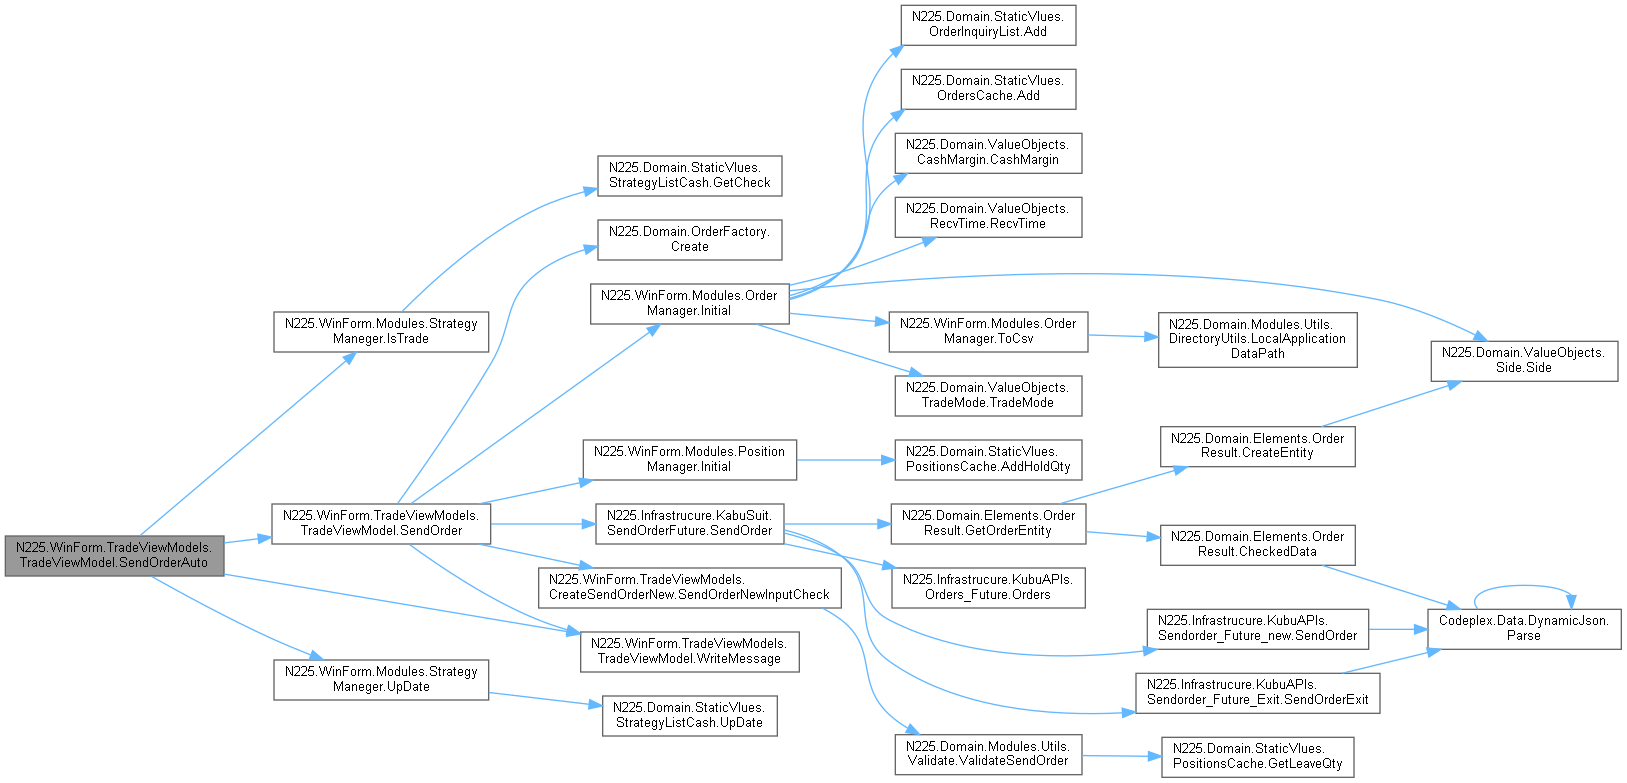 N225.WinForm.TradeViewModels.
TradeViewModel.SendOrderAuto
N225.WinForm.Modules.Strategy
Maneger.IsTrade
N225.WinForm.TradeViewModels.
TradeViewModel.SendOrder
N225.WinForm.Modules.Strategy
Maneger.UpDate
N225.Domain.StaticVlues.
StrategyListCash.GetCheck
N225.Domain.OrderFactory.
Create
N225.WinForm.Modules.Order
Manager.Initial
N225.WinForm.Modules.Position
Manager.Initial
N225.Infrastrucure.KabuSuit.
SendOrderFuture.SendOrder
N225.WinForm.TradeViewModels.
CreateSendOrderNew.SendOrderNewInputCheck
N225.WinForm.TradeViewModels.
TradeViewModel.WriteMessage
N225.Domain.StaticVlues.
StrategyListCash.UpDate
N225.Domain.StaticVlues.
OrderInquiryList.Add
N225.Domain.StaticVlues.
OrdersCache.Add
N225.Domain.ValueObjects.
CashMargin.CashMargin
N225.Domain.ValueObjects.
RecvTime.RecvTime
N225.WinForm.Modules.Order
Manager.ToCsv
N225.Domain.ValueObjects.
TradeMode.TradeMode
N225.Domain.StaticVlues.
PositionsCache.AddHoldQty
N225.Domain.Elements.Order
Result.GetOrderEntity
N225.Infrastrucure.KubuAPIs.
Orders_Future.Orders
N225.Domain.Modules.Utils.
Validate.ValidateSendOrder
N225.Domain.Modules.Utils.
DirectoryUtils.LocalApplication
DataPath
N225.Domain.Elements.Order
Result.CreateEntity
N225.Domain.Elements.Order
Result.CheckedData
N225.Infrastrucure.KubuAPIs.
Sendorder_Future_new.SendOrder
N225.Infrastrucure.KubuAPIs.
Sendorder_Future_Exit.SendOrderExit
N225.Domain.StaticVlues.
PositionsCache.GetLeaveQty
N225.Domain.ValueObjects.
Side.Side
Codeplex.Data.DynamicJson.
Parse